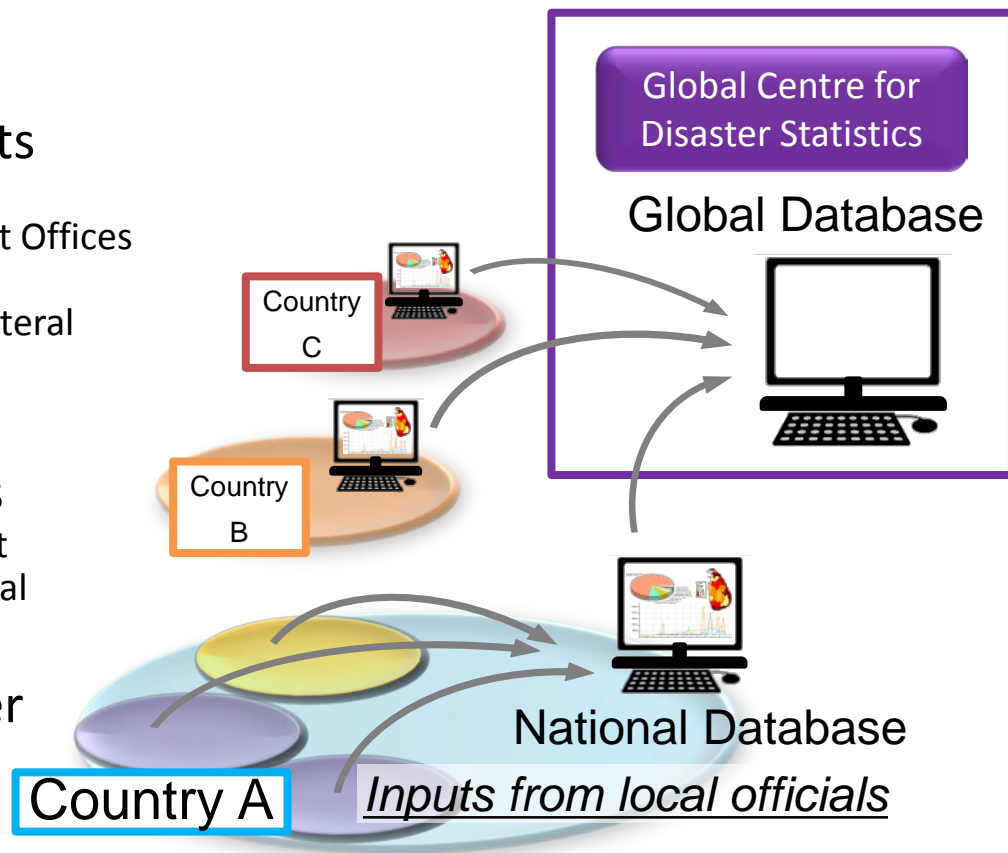 Global Centre for
Disaster Statistics
Global Database
ts
t Offices
teral
s
t
al
er
Country
C
Country
B
National Database
Country A
Inputs from local officials